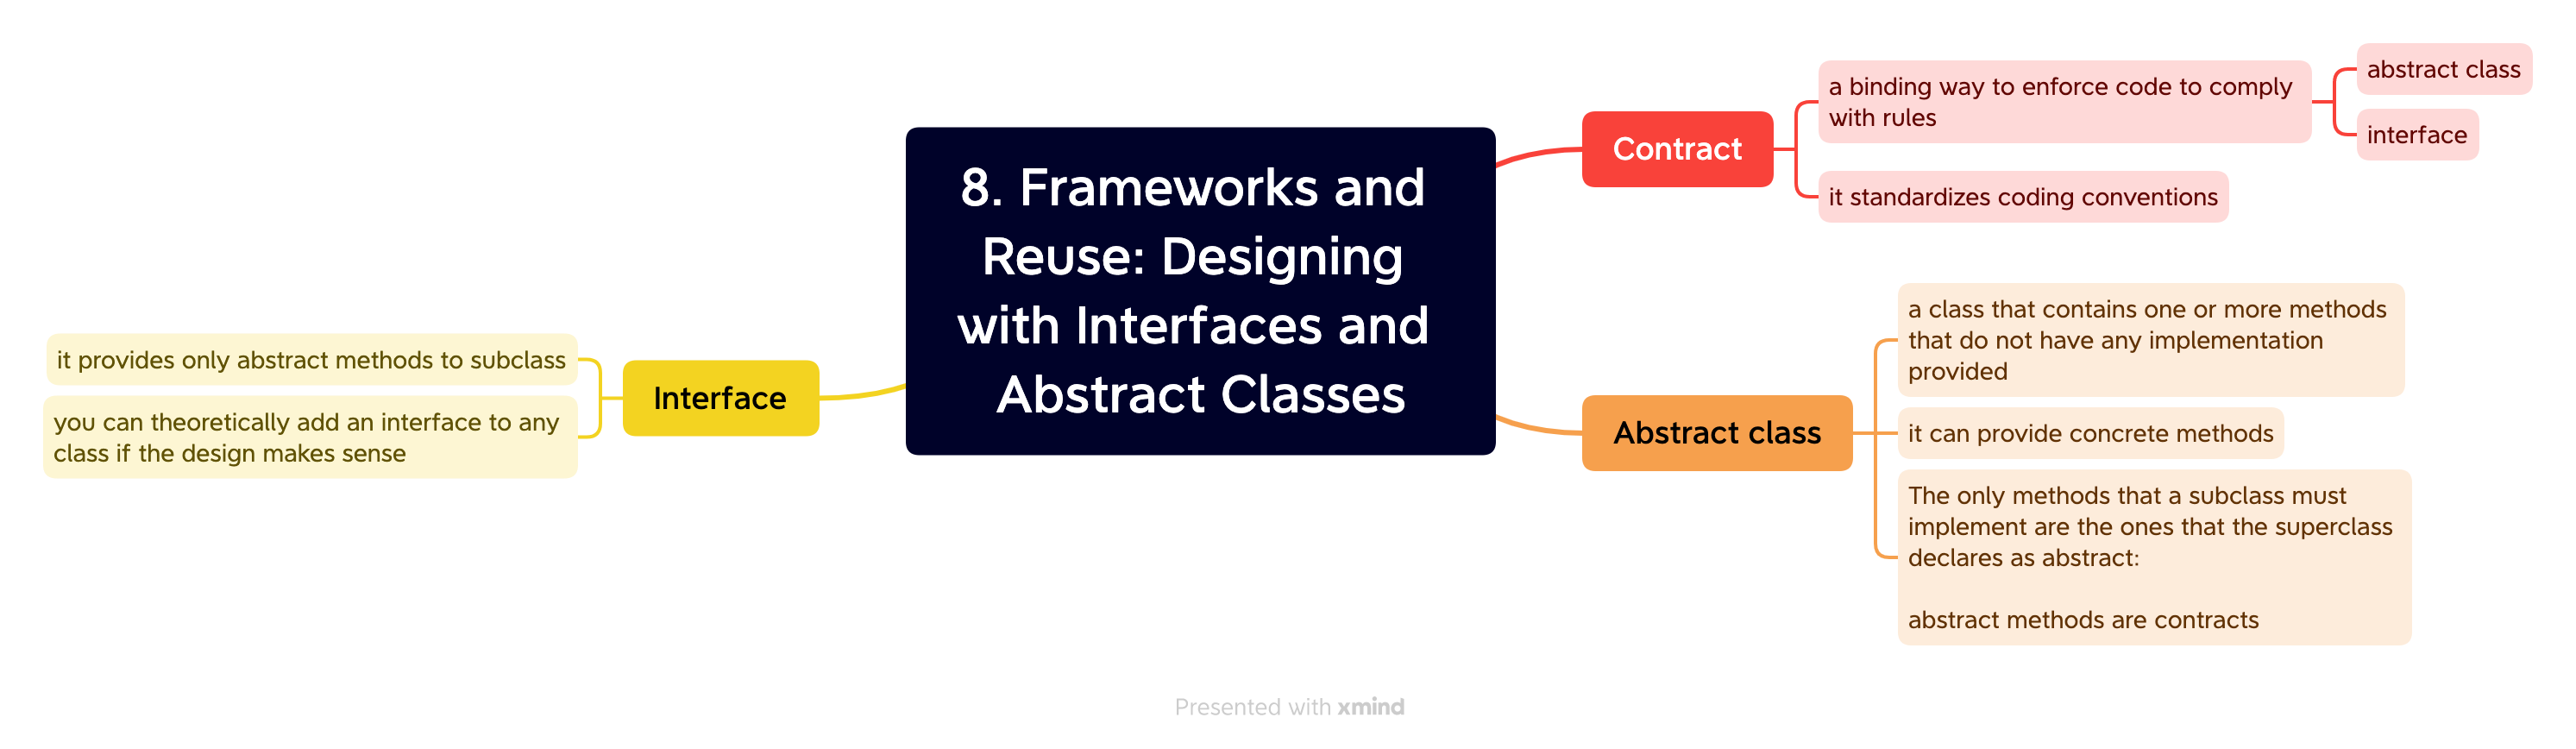 8. Frameworks and
Reuse: Designing
with Interfaces and
Abstract Classes
Contract
a binding way to enforce code to comply
with rules
abstract class
interface
it standardizes coding conventions
Abstract class
a class that contains one or more methods
that do not have any implementation
provided
it can provide concrete methods
The only methods that a subclass must
implement are the ones that the superclass
declares as abstract:
abstract methods are contracts
Interface
it provides only abstract methods to subclass
you can theoretically add an interface to any
class if the design makes sense
Presented with xmind